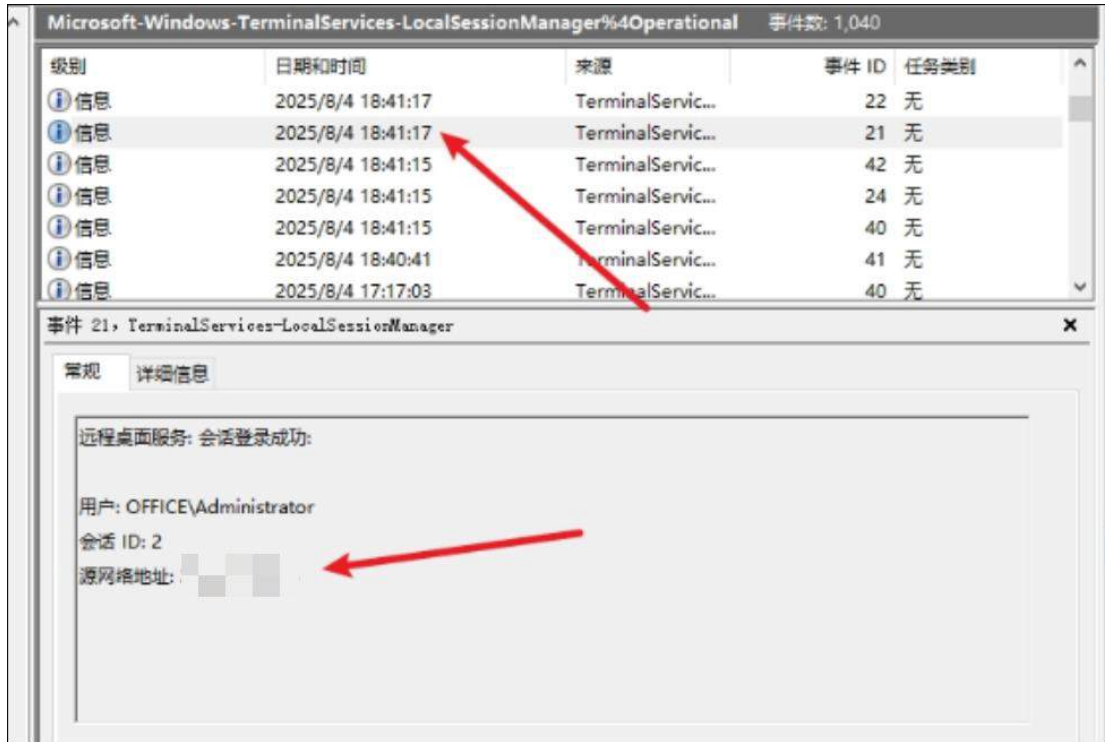 Microsoft-Windows-TerminalServices-LocalSessionManager%4Operational 事件数: 1,040
级别 日期和时间 来源 事件 ID 任务类别
信息 2025/8/4 18:41:17 TerminalServic... 22 无
信息 2025/8/4 18:41:17 TerminalServic... 21 无
信息 2025/8/4 18:41:15 TerminalServic... 42 无
信息 2025/8/4 18:41:15 TerminalServic... 24 无
信息 2025/8/4 18:41:15 TerminalServic... 40 无
信息 2025/8/4 18:40:41 TerminalServic... 41 无
信息 2025/8/4 17:17:03 TerminalServic... 40 无
事件 21，TerminalServices-LocalSessionManager
常规 详细信息
远程桌面服务: 会话登录成功:
用户: OFFICE\Administrator
会话 ID: 2
源网络地址: